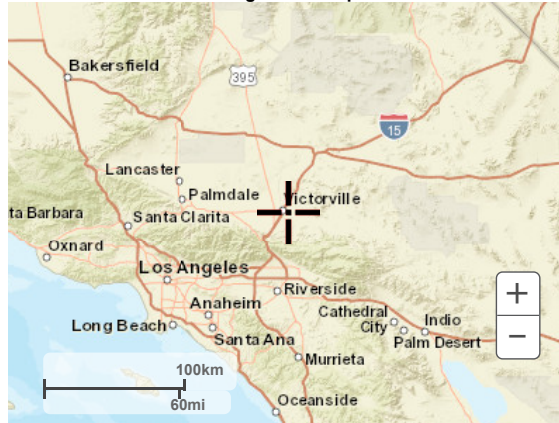 Bakersfield
395
15
Lancaster
Palmdale
Victorville
ta Barbara
Santa Clarita
Oxnard
Los Angeles
Riverside
+
Anaheim
Cathedral
City
Indio
Long Beach
Santa Ana
Palm Desert
−
Murrieta
100km
60mi
Oceanside